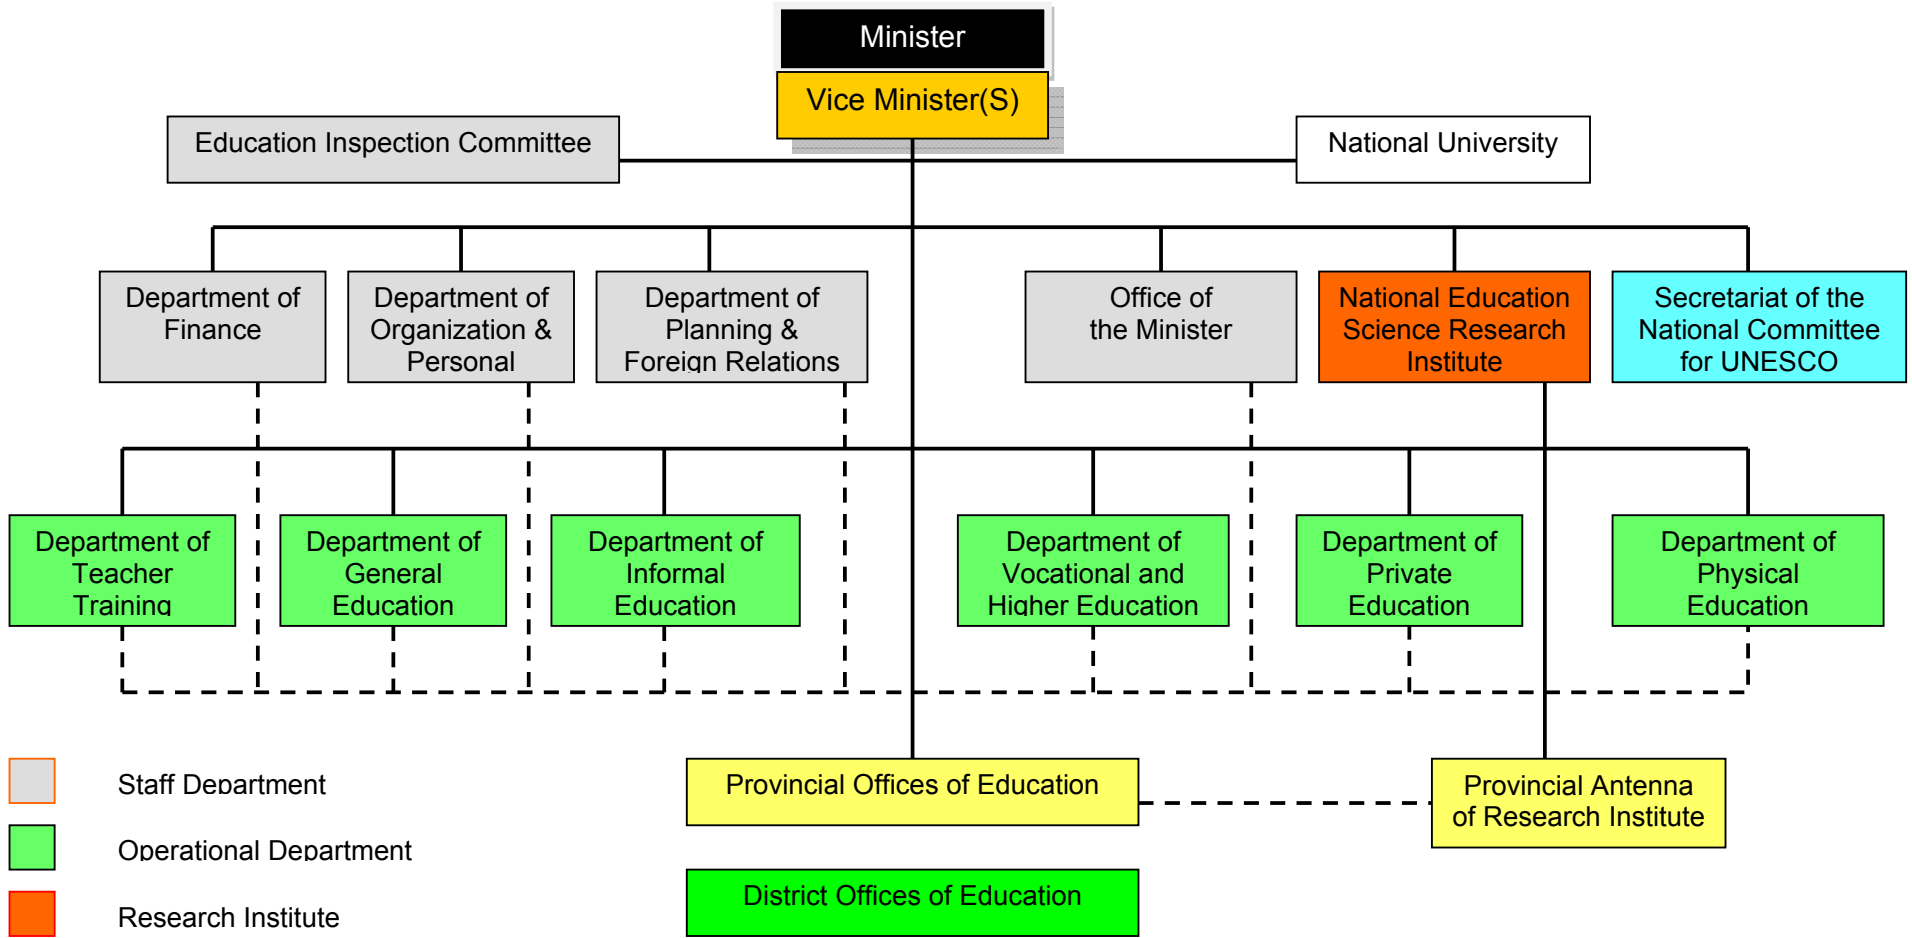 Minister
Vice Minister(S)
Education Inspection Committee
National University
Department of
Finance
Department of
Organization &
Personal
Department of
Planning &
Foreign Relations
Office of
the Minister
National Education
Science Research
Institute
Secretariat of the
National Committee
for UNESCO
Department of
Teacher
Training
Department of
General
Education
Department of
Informal
Education
Department of
Vocational and
Higher Education
Department of
Private
Education
Department of
Physical
Education
Staff Department
Operational Department
Research Institute
Provincial Offices of Education
Provincial Antenna
of Research Institute
District Offices of Education